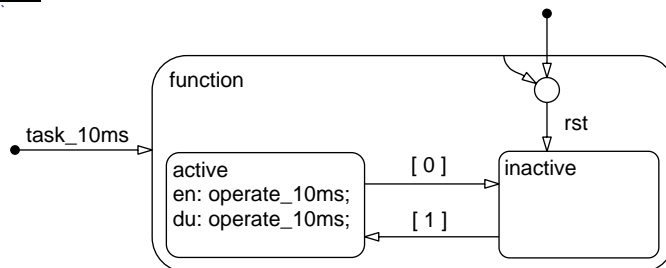 function
task_10ms
rst
active
en: operate_10ms;
du: operate_10ms;
[ 0 ]
[ 1 ]
inactive